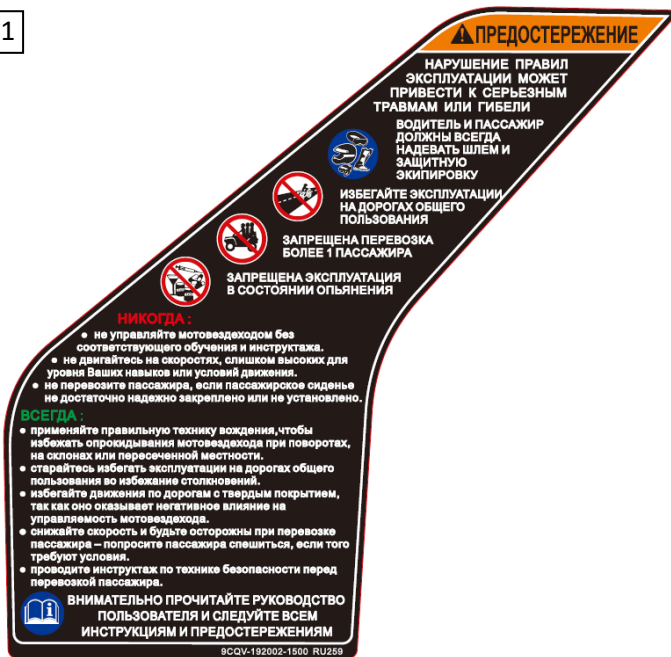 1
ПРЕДОСТЕРЕЖЕНИЕ
НАРУШЕНИЕ ПРАВИЛ
ЭКСПЛУАТАЦИИ МОЖЕТ
ПРИВЕСТИ К СЕРЬЕЗНЫМ
ТРАВМАМ ИЛИ ГИБЕЛИ
ВОДИТЕЛЬ И ПАССАЖИР
ДОЛЖНЫ ВСЕГДА
НАДЕВАТЬ ШЛЕМ И
ЗАЩИТНУЮ
ЭКИПИРОВКУ
ИЗБЕГАЙТЕ ЭКСПЛУАТАЦИИ
НА ДОРОГАХ ОБЩЕГО
ПОЛЬЗОВАНИЯ
ЗАПРЕЩЕНА ПЕРЕВОЗКА
БОЛЕЕ 1 ПАССАЖИРА
ЗАПРЕЩЕНА ЭКСПЛУАТАЦИЯ
В СОСТОЯНИИ ОПЬЯНЕНИЯ
НИКОГДА :
• не управляйте мотовездеходом без
соответствующего обучения и инструктажа.
• не двигайтесь на скоростях, слишком высоких для
уровня Ваших навыков или условий движения.
• не перевозите пассажира, если пассажирское сиденье
не достаточно надежно закреплено или не установлено.
ВСЕГДА :
• применяйте правильную технику вождения,чтобы
избежать опрокидывания мотовездехода при поворотах,
на склонах или пересеченной местности.
• старайтесь избегать эксплуатации на дорогах общего
пользования во избежание столкновений.
• избегайте движения по дорогам с твердым покрытием,
так как оно оказывает негативное влияние на
управляемость мотовездехода.
• снижайте скорость и будьте осторожны при перевозке
пассажира – попросите пассажира спешиться, если того
требуют условия.
• проводите инструктаж по технике безопасности перед
перевозкой пассажира.
ВНИМАТЕЛЬНО ПРОЧИТАЙТЕ РУКОВОДСТВО
ПОЛЬЗОВАТЕЛЯ И СЛЕДУЙТЕ ВСЕМ
ИНСТРУКЦИЯМ И ПРЕДОСТЕРЕЖЕНИЯМ
9CQV-192002-1500 RU259